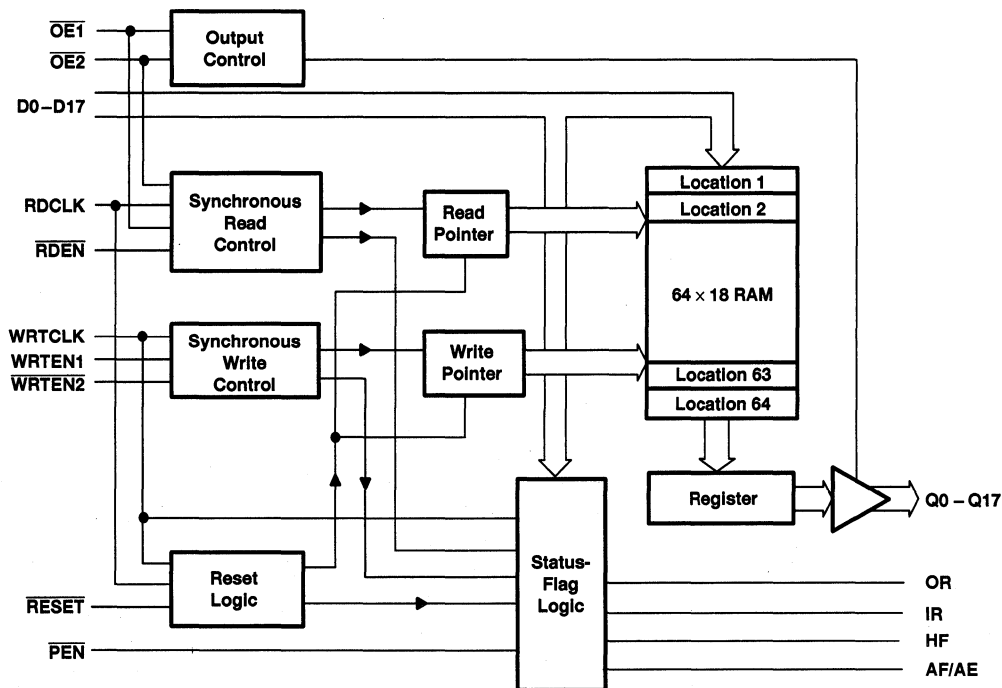 OE1
OE2
Output
Control
D0–D17
RDCLK
RDEN
Synchronous
Read
Control
Read
Pointer
Location 1
Location 2
64 × 18 RAM
Location 63
Location 64
WRTCLK
WRTEN1
WRTEN2
Synchronous
Write
Control
Write
Pointer
Register
Q0 – Q17
Reset
Logic
RESET
PEN
Status-
Flag
Logic
OR
IR
HF
AF/AE